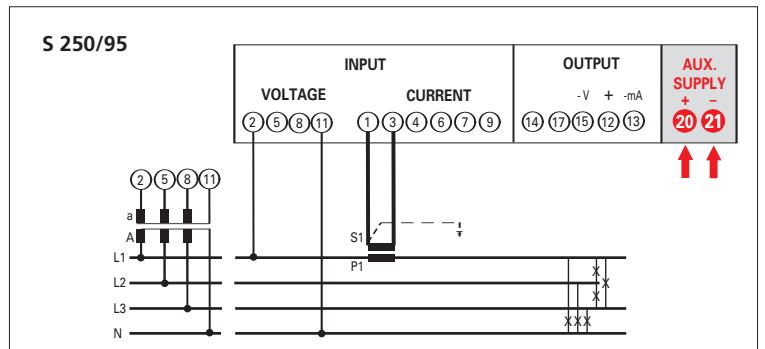 S 250/95
INPUT
OUTPUT
AUX.
SUPPLY
VOLTAGE
CURRENT
- V + -mA
+ –
2 5 8 11
1 3 4 6 7 9
14 17 15 12 13
20 21
2 5 8 11
a
A
S1
P1
L1
L2
L3
N